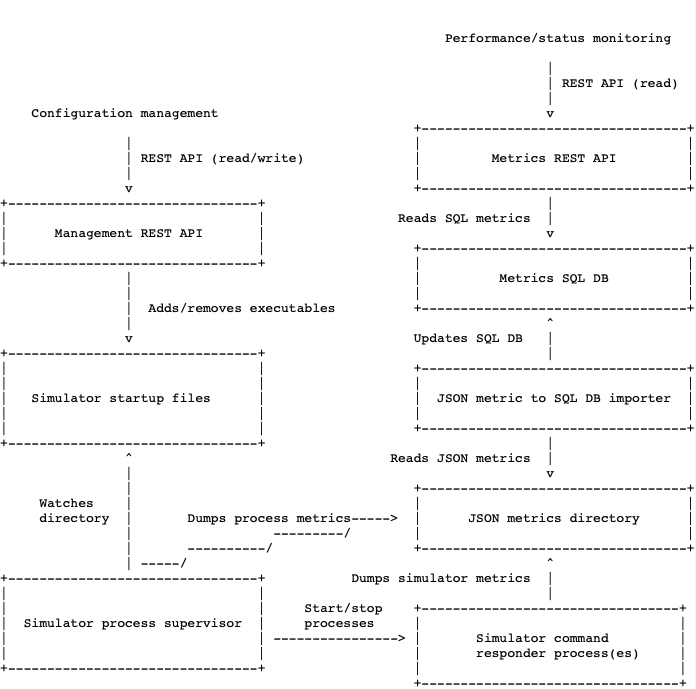 Performance/status monitoring
REST API (read)
Configuration management
REST API (read/write)
Metrics REST API
Reads SQL metrics
Management REST API
Metrics SQL DB
Adds/removes executables
Updates SQL DB
Simulator startup files
JSON metric to SQL DB importer
Reads JSON metrics
Watches
directory
Dumps process metrics
JSON metrics directory
Dumps simulator metrics
Simulator process supervisor
Start/stop
processes
Simulator command
responder process(es)